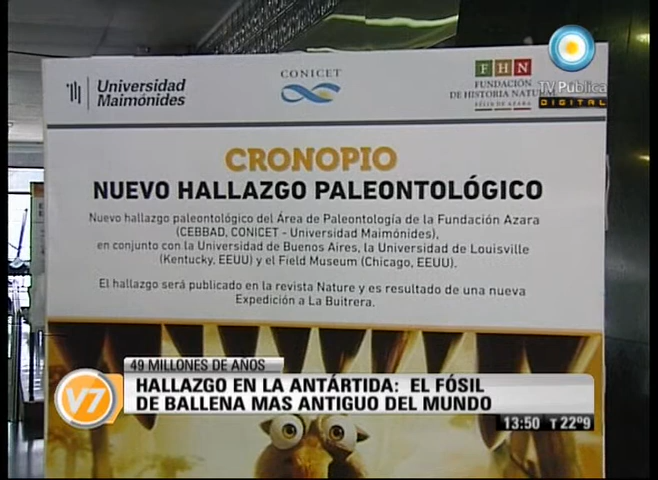 Universidad
Maimónides
CONICET
FHN
FUNDACIÓN
DE HISTORIA NATURAL
FÉLIX DE AZARA
TV Pública
DIGITAL
CRONOPIO
NUEVO HALLAZGO PALEONTOLÓGICO
Nuevo hallazgo paleontológico del Área de Paleontología de la Fundación Azara
(CEBBAD, CONICET - Universidad Maimónides),
en conjunto con la Universidad de Buenos Aires, la Universidad de Louisville
(Kentucky, EEUU) y el Field Museum (Chicago, EEUU).
El hallazgo será publicado en la revista Nature y es resultado de una nueva
Expedición a La Buitrera.
49 MILLONES DE AÑOS
V7
HALLAZGO EN LA ANTÁRTIDA: EL FÓSIL
DE BALLENA MAS ANTIGUO DEL MUNDO
13:50 T 22º9